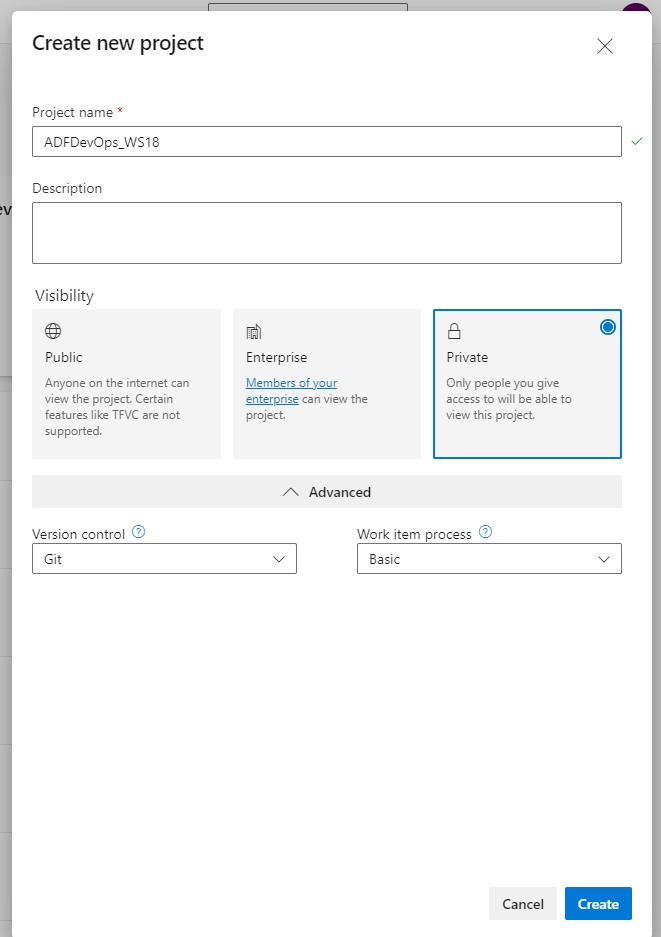 Create new project
Project name *
ADFDevOps_WS18
Description
ev
Visibility
Public
Anyone on the internet can
view the project. Certain
features like TFVC are not
supported.
Enterprise
Members of your
enterprise can view the
project.
Private
Only people you give
access to will be able to
view this project.
Advanced
Version control
Git
Work item process
Basic
Cancel
Create